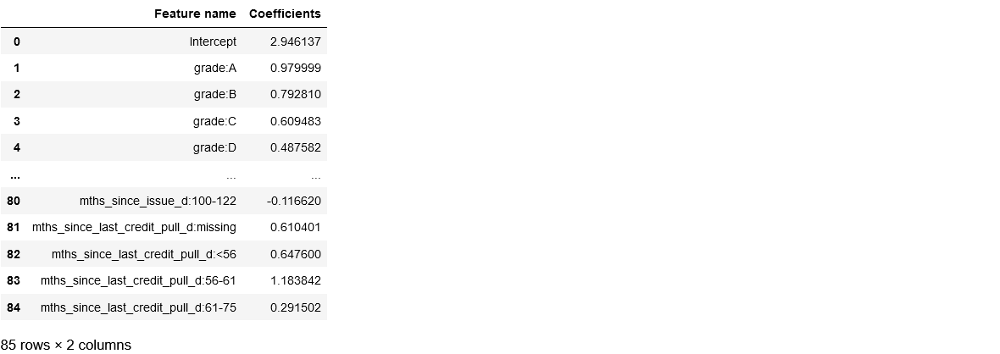 Feature name Coefficients
0 Intercept 2.946137
1 grade:A 0.979999
2 grade:B 0.792810
3 grade:C 0.609483
4 grade:D 0.487582
... ... ...
80 mths_since_issue_d:100-122 -0.116620
81 mths_since_last_credit_pull_d:missing 0.610401
82 mths_since_last_credit_pull_d:<56 0.647600
83 mths_since_last_credit_pull_d:56-61 1.183842
84 mths_since_last_credit_pull_d:61-75 0.291502
85 rows × 2 columns